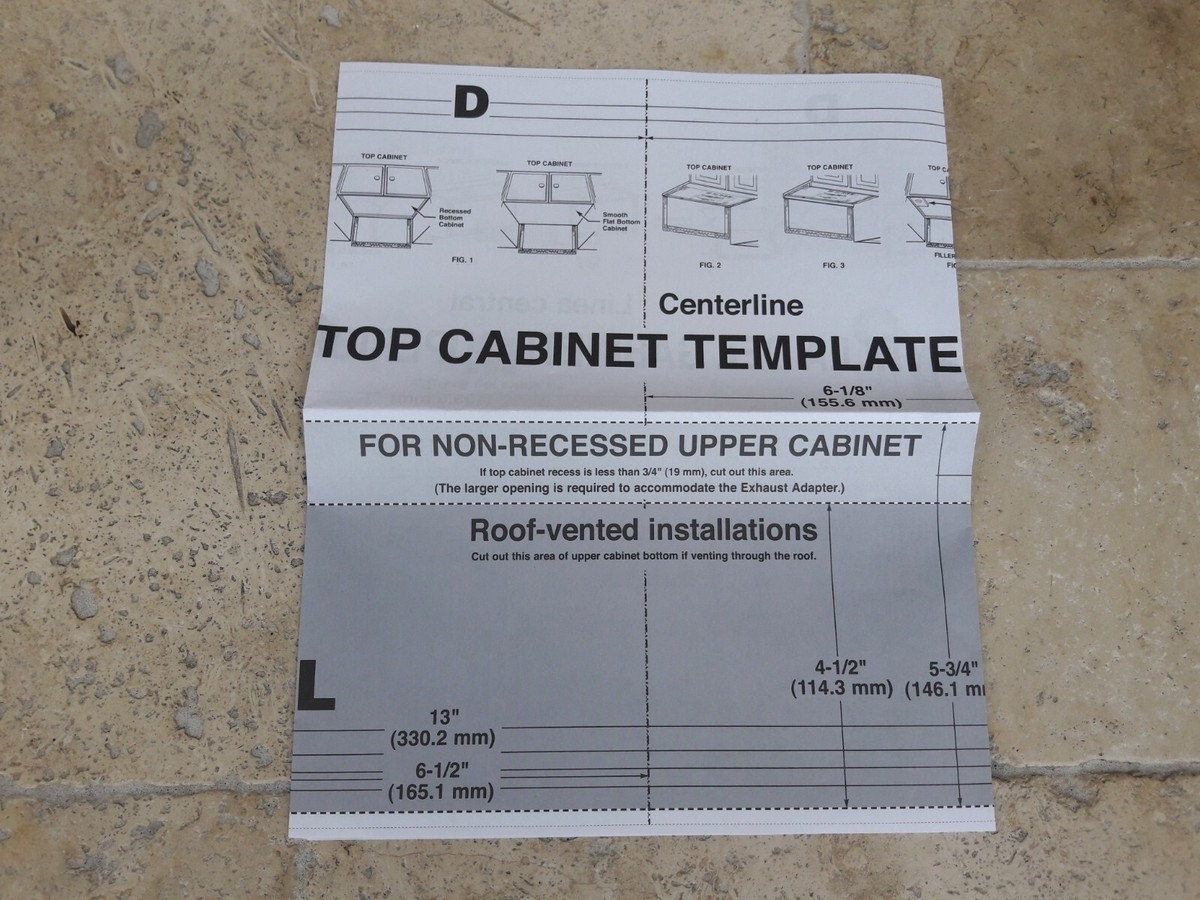 D
TOP CABINET
TOP CABINET
TOP CABINET
TOP CABINET
Recessed
Bottom
Cabinet
Smooth
Flat Bottom
Cabinet
FILLER
FIG. 1
FIG. 2
FIG. 3
Centerline
TOP CABINET TEMPLATE
6-1/8"
(155.6 mm)
FOR NON-RECESSED UPPER CABINET
If top cabinet recess is less than 3/4" (19 mm), cut out this area.
(The larger opening is required to accommodate the Exhaust Adapter.)
Roof-vented installations
Cut out this area of upper cabinet bottom if venting through the roof.
4-1/2"
(114.3 mm)
5-3/4"
(146.1 m
L
13"
(330.2 mm)
6-1/2"
(165.1 mm)